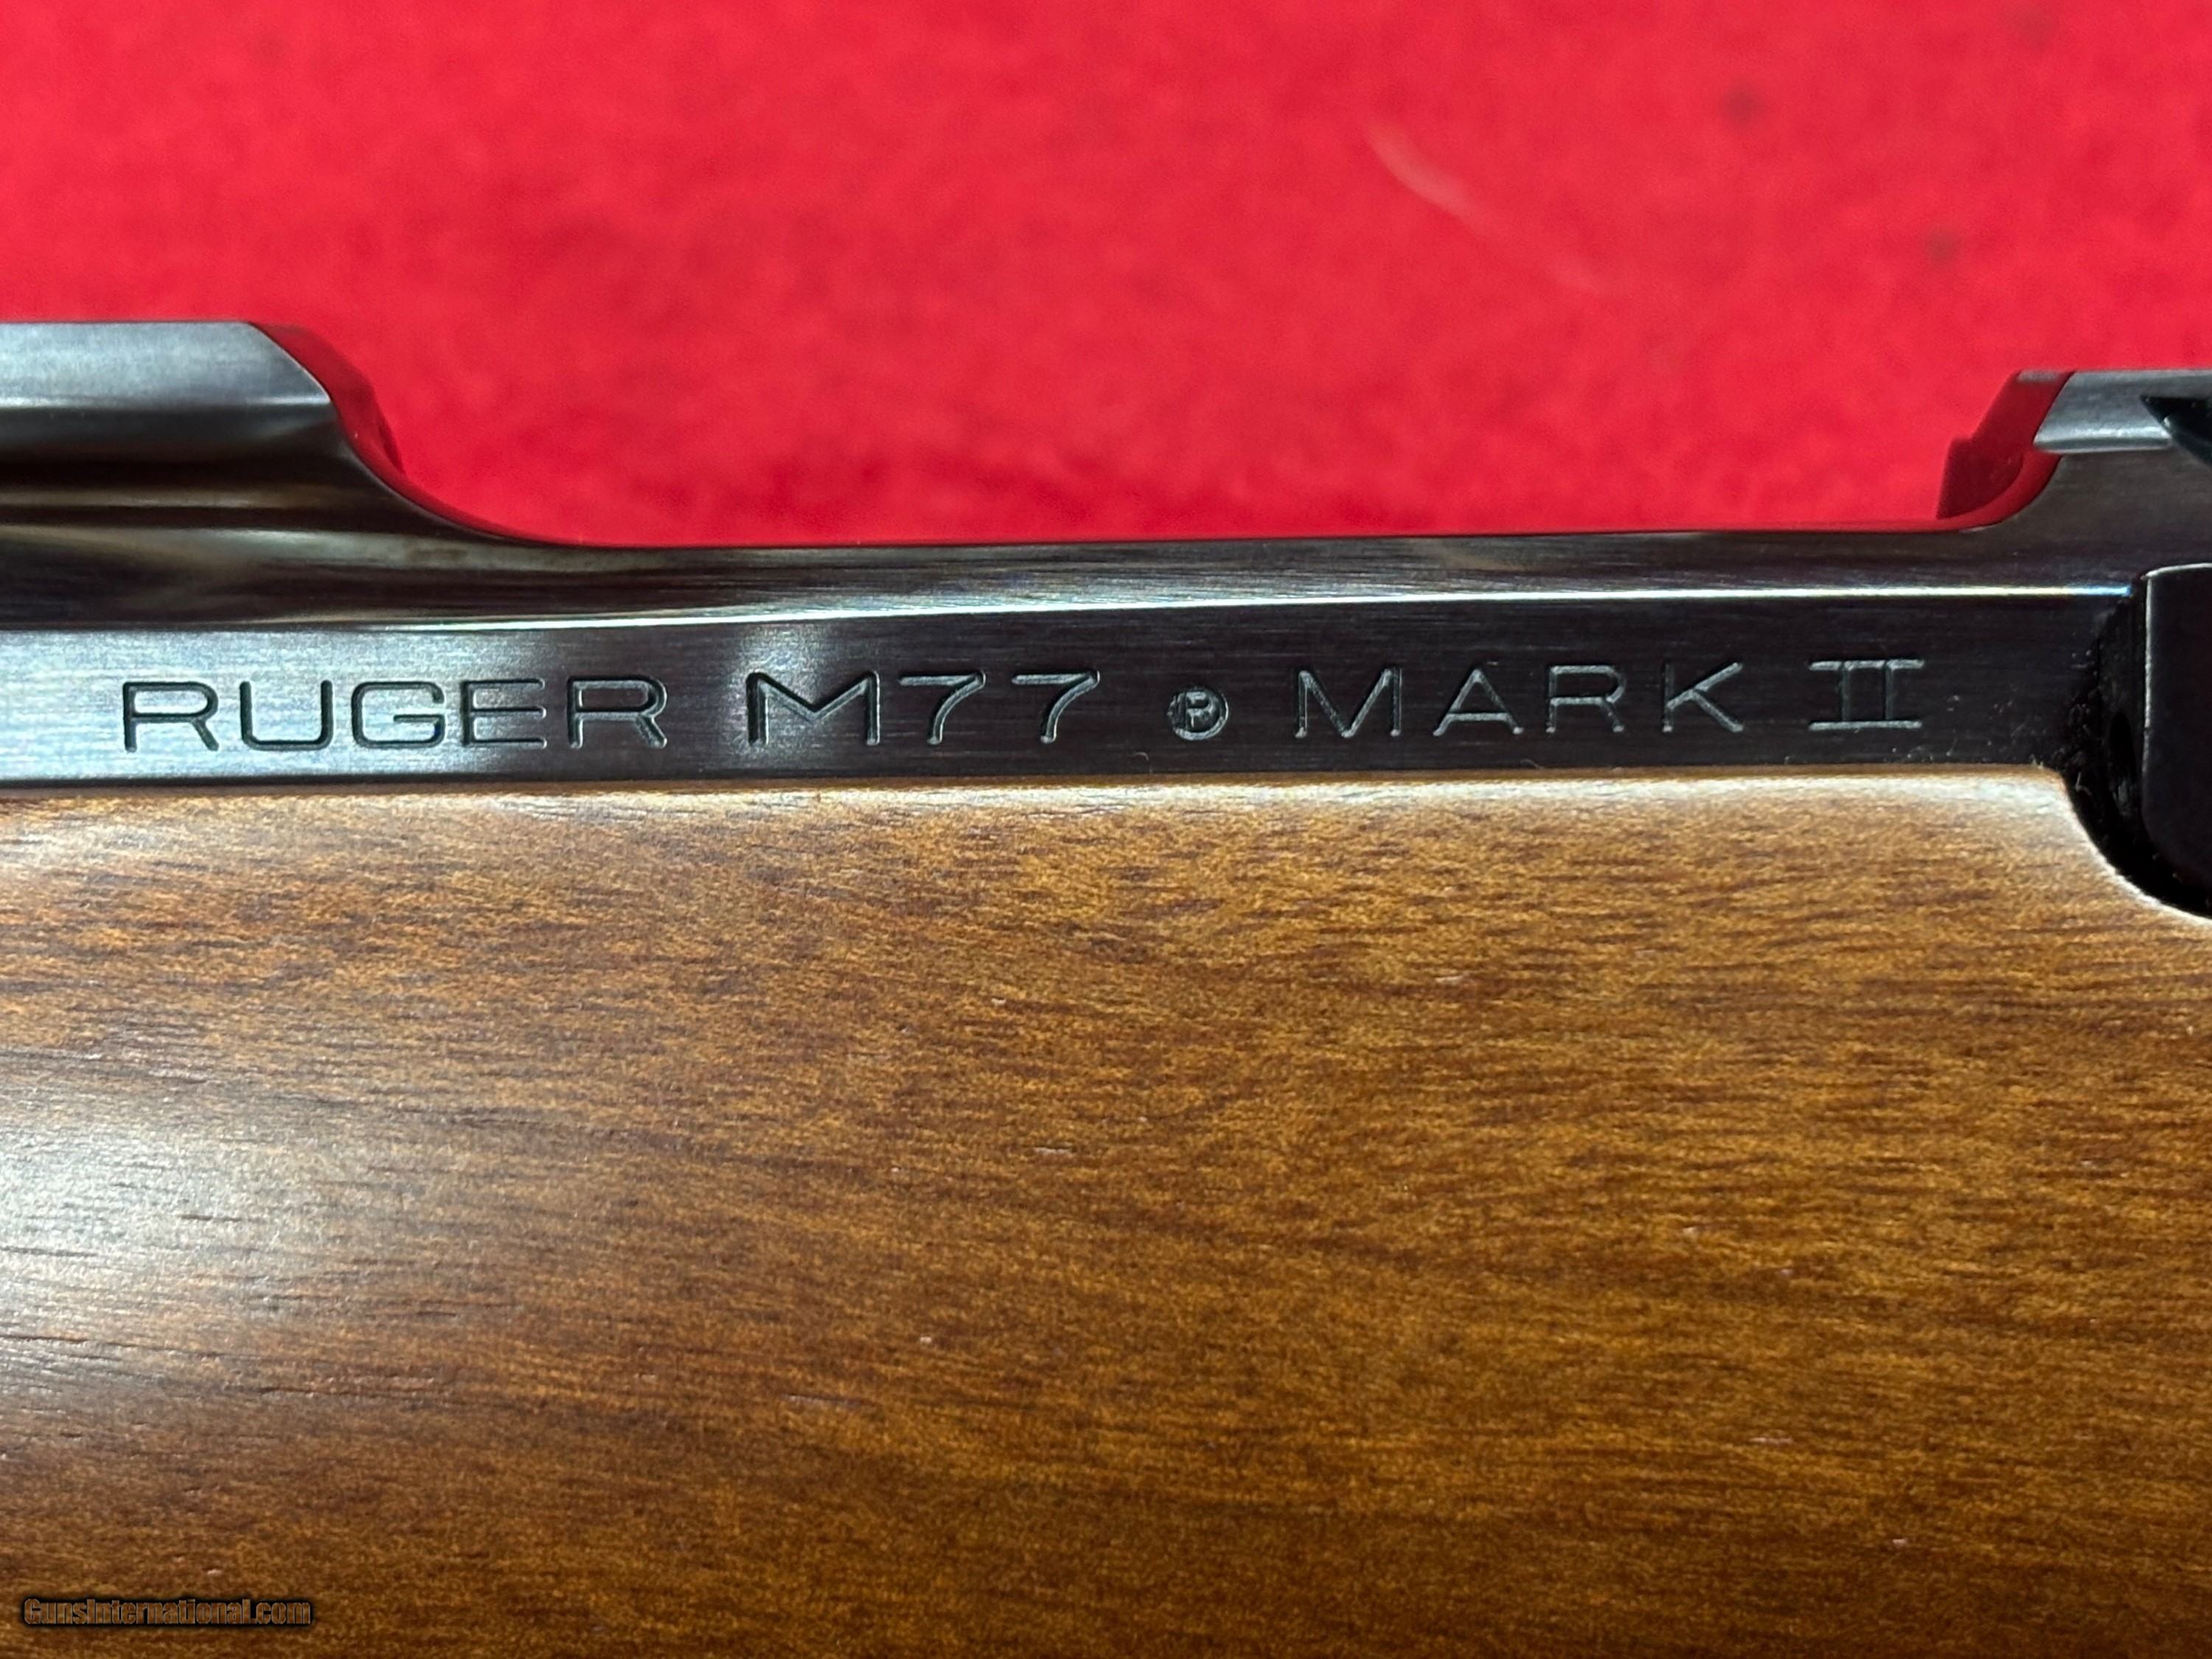 RUGER M77 ® MARK II
GunsInternational.com